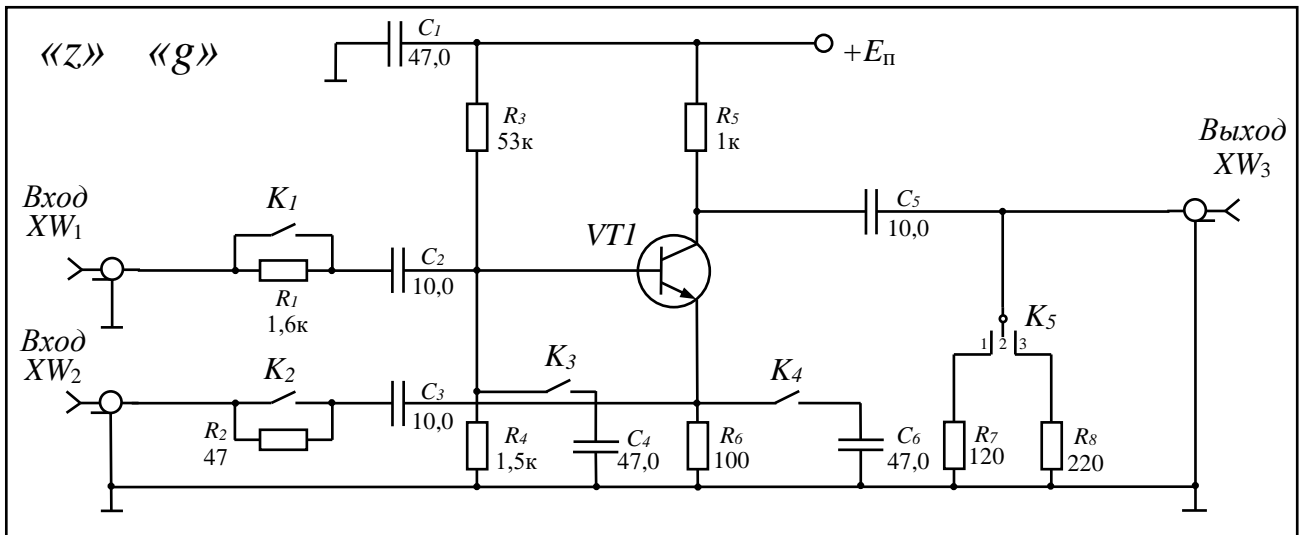 «z» «g»
C1
47,0
+Eп
R3
53к
R5
1к
Выход
XW3
Вход
XW1
K1
R1
1,6к
C2
10,0
VT1
C5
10,0
Вход
XW2
K2
R2
47
C3
10,0
K3
R4
1,5к
C4
47,0
R6
100
K4
C6
47,0
K5
1 2 3
R7
120
R8
220